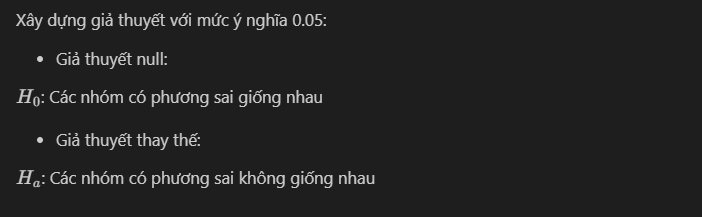 Xây dựng giả thuyết với mức ý nghĩa 0.05:
• Giả thuyết null:
H₀: Các nhóm có phương sai giống nhau
• Giả thuyết thay thế:
Hₐ: Các nhóm có phương sai không giống nhau